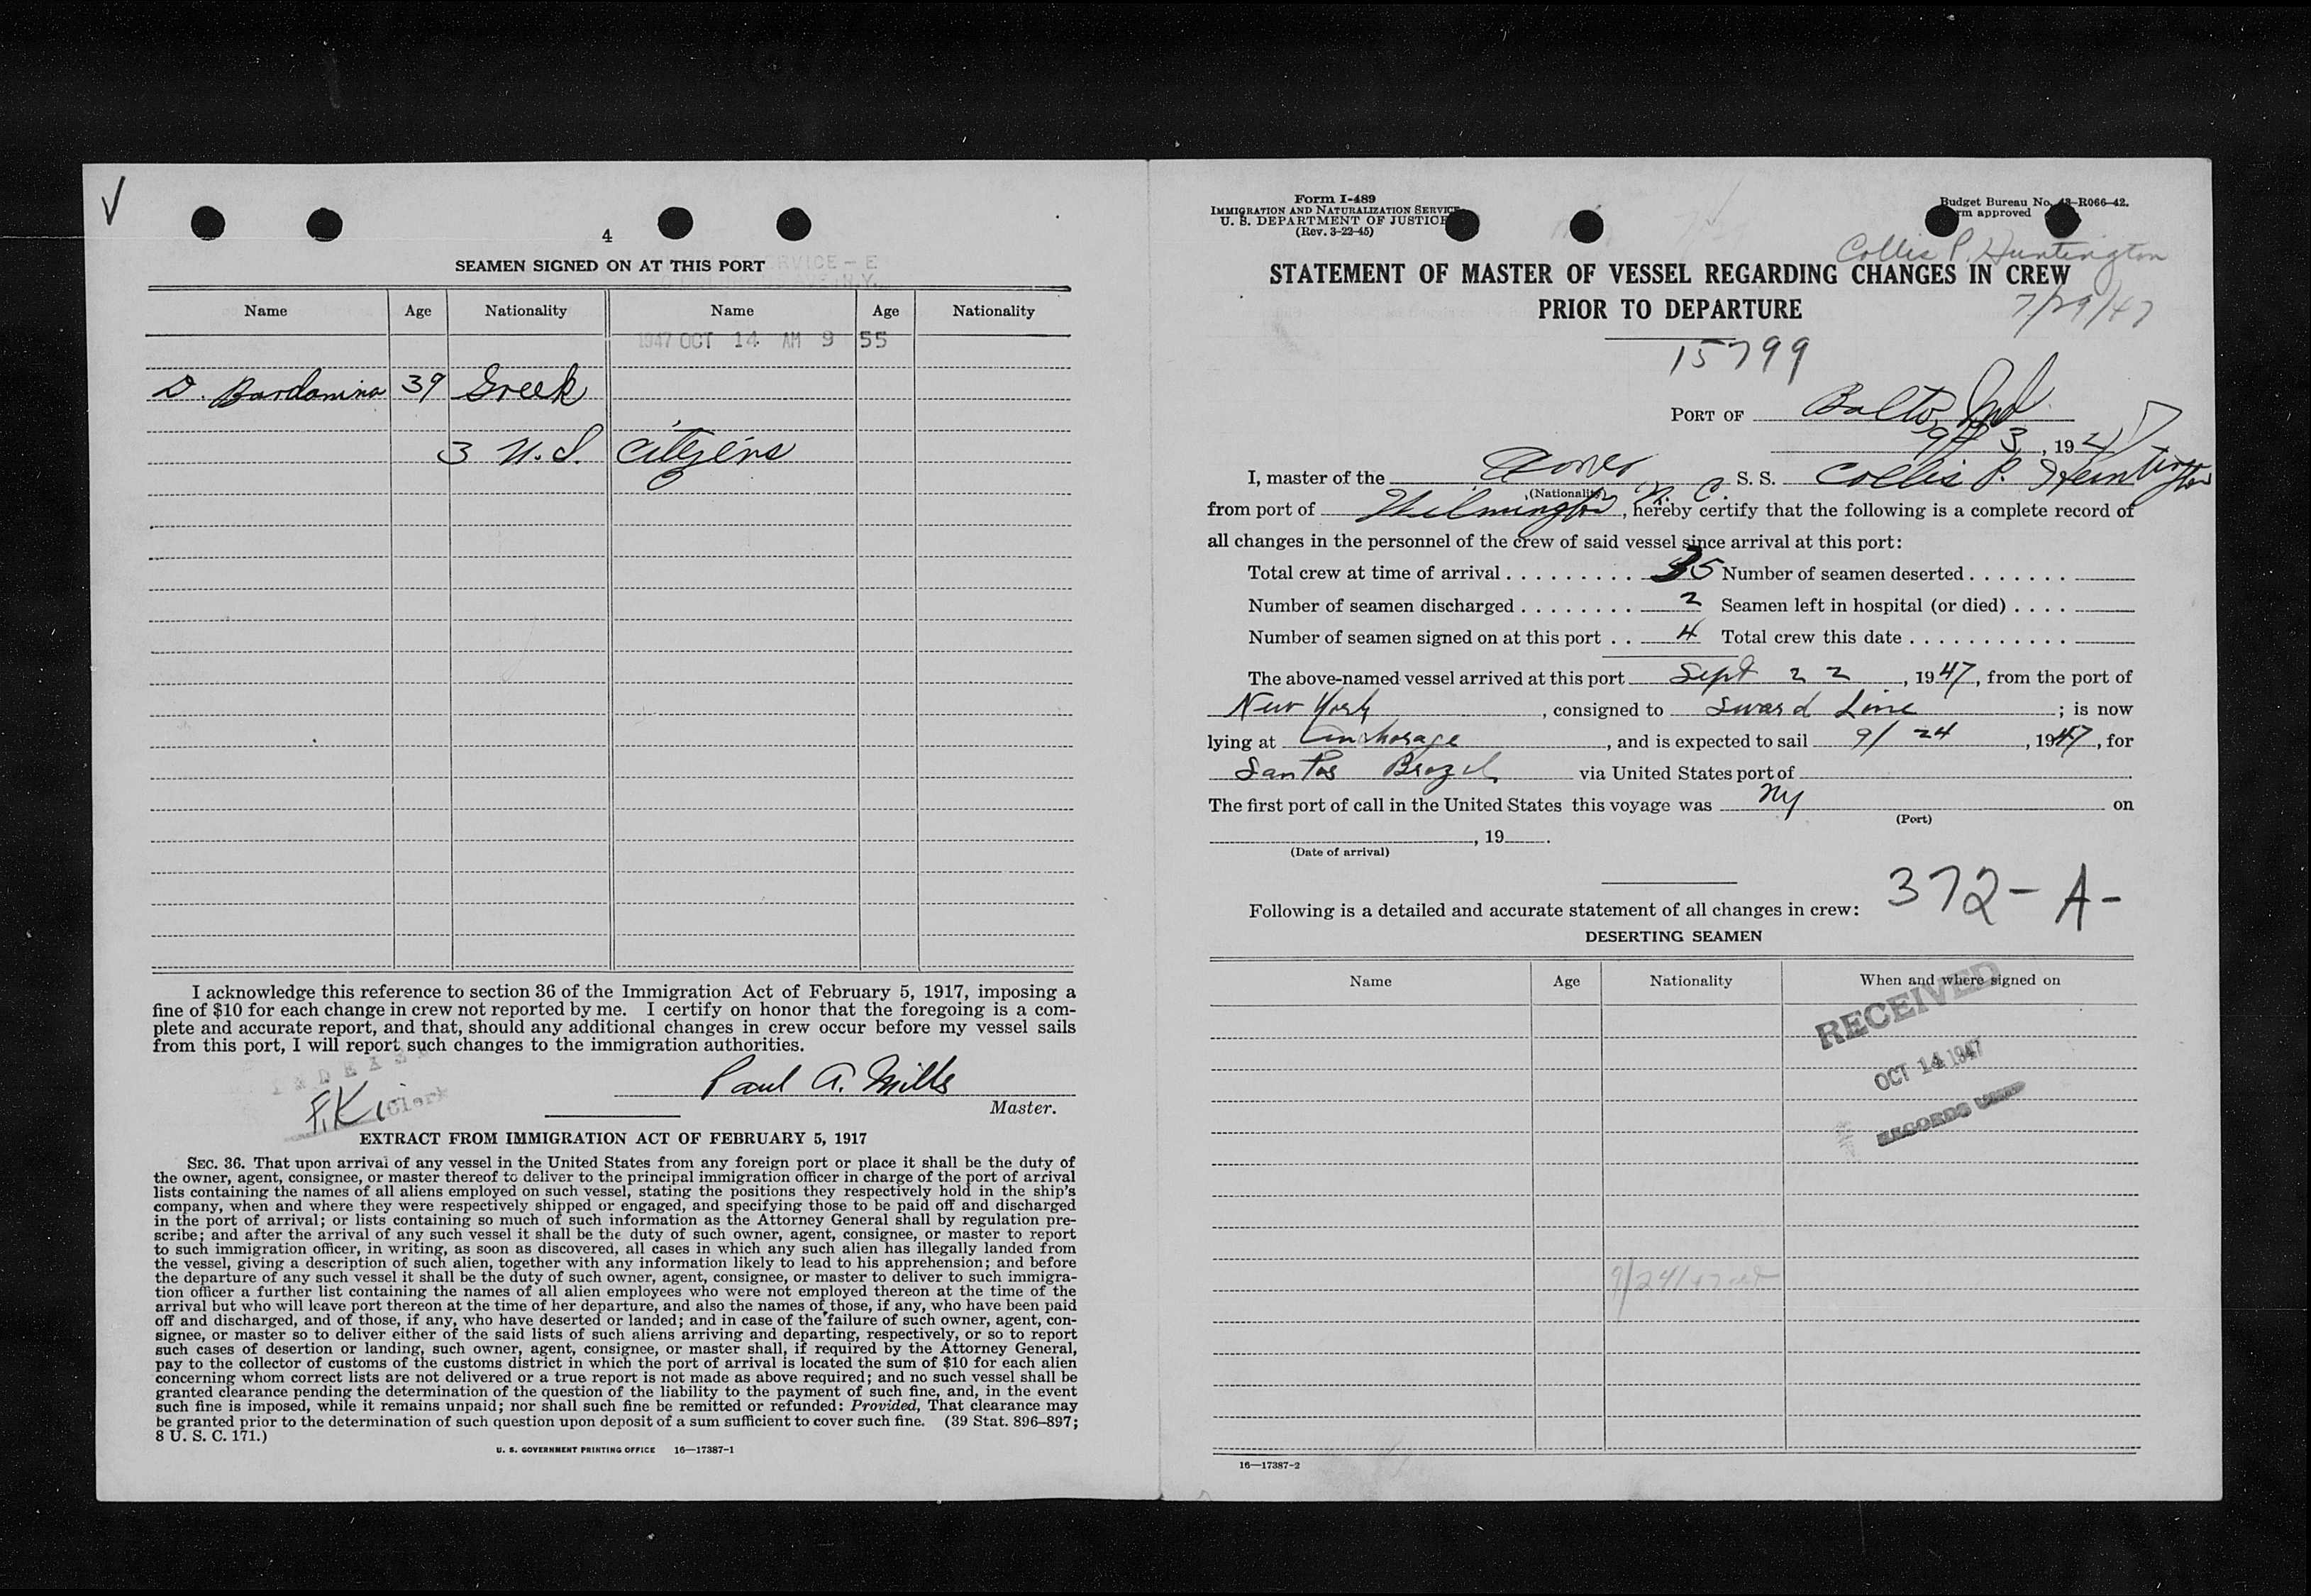 4
SEAMEN SIGNED ON AT THIS PORT
RVICE - E
Name Age Nationality Name Age Nationality
1947 OCT 14 AM 9 55
D. Bardanina 39 Greek
3 U.S. Citizens
I acknowledge this reference to section 36 of the Immigration Act of February 5, 1917, imposing a
fine of $10 for each change in crew not reported by me. I certify on honor that the foregoing is a com-
plete and accurate report, and that, should any additional changes in crew occur before my vessel sails
from this port, I will report such changes to the immigration authorities.
INDEXED
Clerk
Paul A. Mills
Master.
EXTRACT FROM IMMIGRATION ACT OF FEBRUARY 5, 1917
SEC. 36. That upon arrival of any vessel in the United States from any foreign port or place it shall be the duty of
the owner, agent, consignee, or master thereof to deliver to the principal immigration officer in charge of the port of arrival
lists containing the names of all aliens employed on such vessel, stating the positions they respectively hold in the ship's
company, when and where they were respectively shipped or engaged, and specifying those to be paid off and discharged
in the port of arrival; or lists containing so much of such information as the Attorney General shall by regulation pre-
scribe; and after the arrival of any such vessel it shall be the duty of such owner, agent, consignee, or master to report
to such immigration officer, in writing, as soon as discovered, all cases in which any such alien has illegally landed from
the vessel, giving a description of such alien, together with any information likely to lead to his apprehension; and before
the departure of any such vessel it shall be the duty of such owner, agent, consignee, or master to deliver to such immigra-
tion officer a further list containing the names of all alien employees who were not employed thereon at the time of the
arrival but who will leave port thereon at the time of her departure, and also the names of those, if any, who have been paid
off and discharged, and of those, if any, who have deserted or landed; and in case of the failure of such owner, agent, con-
signee, or master so to deliver either of the said lists of such aliens arriving and departing, respectively, or so to report
such cases of desertion or landing, such owner, agent, consignee, or master shall, if required by the Attorney General,
pay to the collector of customs of the customs district in which the port of arrival is located the sum of $10 for each alien
concerning whom correct lists are not delivered or a true report is not made as above required; and no such vessel shall be
granted clearance pending the determination of the question of the liability to the payment of such fine, and, in the event
such fine is imposed, while it remains unpaid; nor shall such fine be remitted or refunded: Provided, That clearance may
be granted prior to the determination of such question upon deposit of a sum sufficient to cover such fine. (39 Stat. 896-897;
8 U. S. C. 171.)
U. S. GOVERNMENT PRINTING OFFICE 16—17387-1
Form I-489
IMMIGRATION AND NATURALIZATION SERVICE
U. S. DEPARTMENT OF JUSTICE
(Rev. 3-22-45)
Budget Bureau No. 43-R066-42.
rm approved
Collis P. Huntington
STATEMENT OF MASTER OF VESSEL REGARDING CHANGES IN CREW
PRIOR TO DEPARTURE
7/29/47
15799
PORT OF Balto, Md
9/23, 1947
I, master of the Amer S. S. Collis P. Huntington
(Nationality)
from port of Wilmington N. C., hereby certify that the following is a complete record of
all changes in the personnel of the crew of said vessel since arrival at this port:
Total crew at time of arrival . . . . . . . . . . 35 Number of seamen deserted . . . . . . .
Number of seamen discharged . . . . . . . . 2 Seamen left in hospital (or died) . . . .
Number of seamen signed on at this port . . 4 Total crew this date . . . . . . . . . . .
The above-named vessel arrived at this port Sept 22, 1947, from the port of
New York, consigned to Sward Line; is now
lying at Anchorage, and is expected to sail 9/24, 1947, for
Santos Brazil via United States port of
The first port of call in the United States this voyage was NY on
(Port)
, 19 .
(Date of arrival)
372-A-
Following is a detailed and accurate statement of all changes in crew:
DESERTING SEAMEN
Name Age Nationality When and where signed on
RECEIVED
OCT 14 1947
RECORDS
9/24/47
16—17387-2